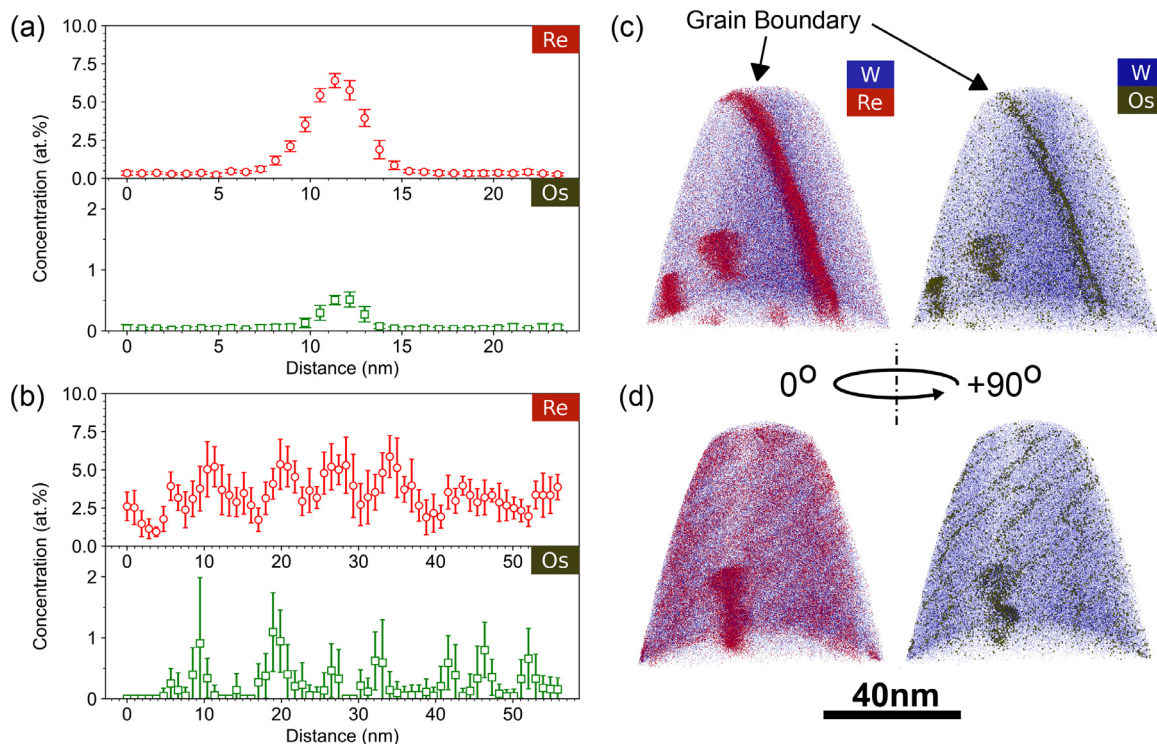 (a)
Concentration (at.%)
10.0
7.5
5.0
2.5
0.0
Re
0 5 10 15 20
2
1
0
Os
0 5 10 15 20
Distance (nm)
(b)
Concentration (at.%)
10.0
7.5
5.0
2.5
0.0
Re
0 10 20 30 40 50
2
1
0
Os
0 10 20 30 40 50
Distance (nm)
(c)
Grain Boundary
W
Re
W
Os
0º +90º
(d)
40nm